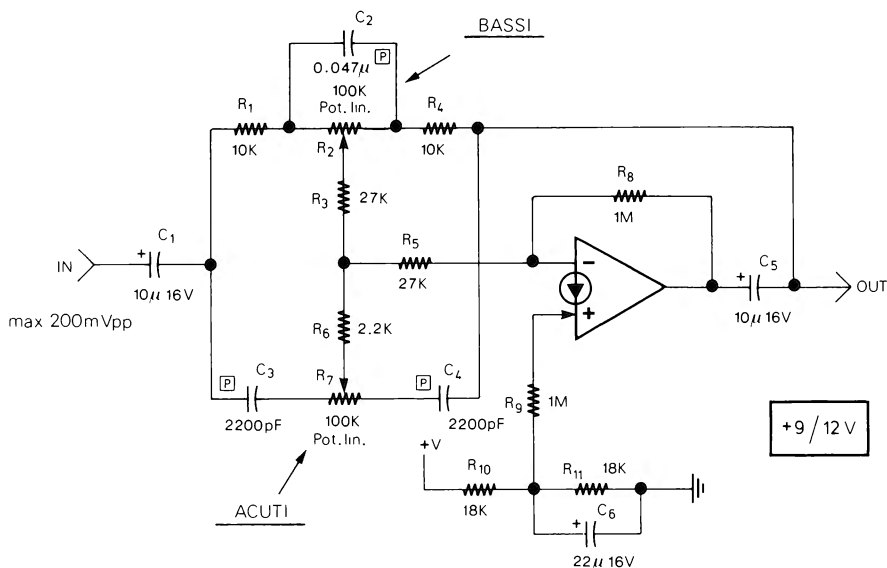 C2
BASSI
P
0.047µ
100K
Pot. lin.
R1
R4
10K
R2
10K
R8
R3
27K
1M
C1
+
R5
−
C5
+
IN
OUT
10µ 16V
27K
10µ 16V
+
max 200mVpp
R6
2.2K
C3
R7
C4
P
P
R9
1M
2200pF
100K
2200pF
Pot. lin.
+V
+9/12V
R10
R11
18K
ACUTI
18K
C6
+
22µ 16V